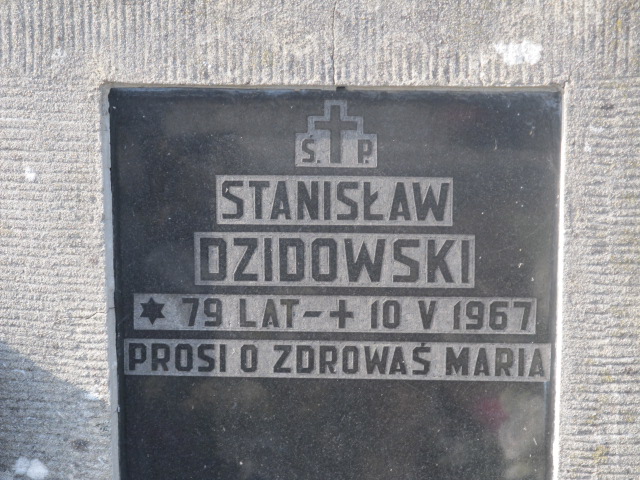 Ś. P.
STANISŁAW
DZIDOWSKI
* 79 LAT - + 10 V 1967
PROSI O ZDROWAŚ MARIA